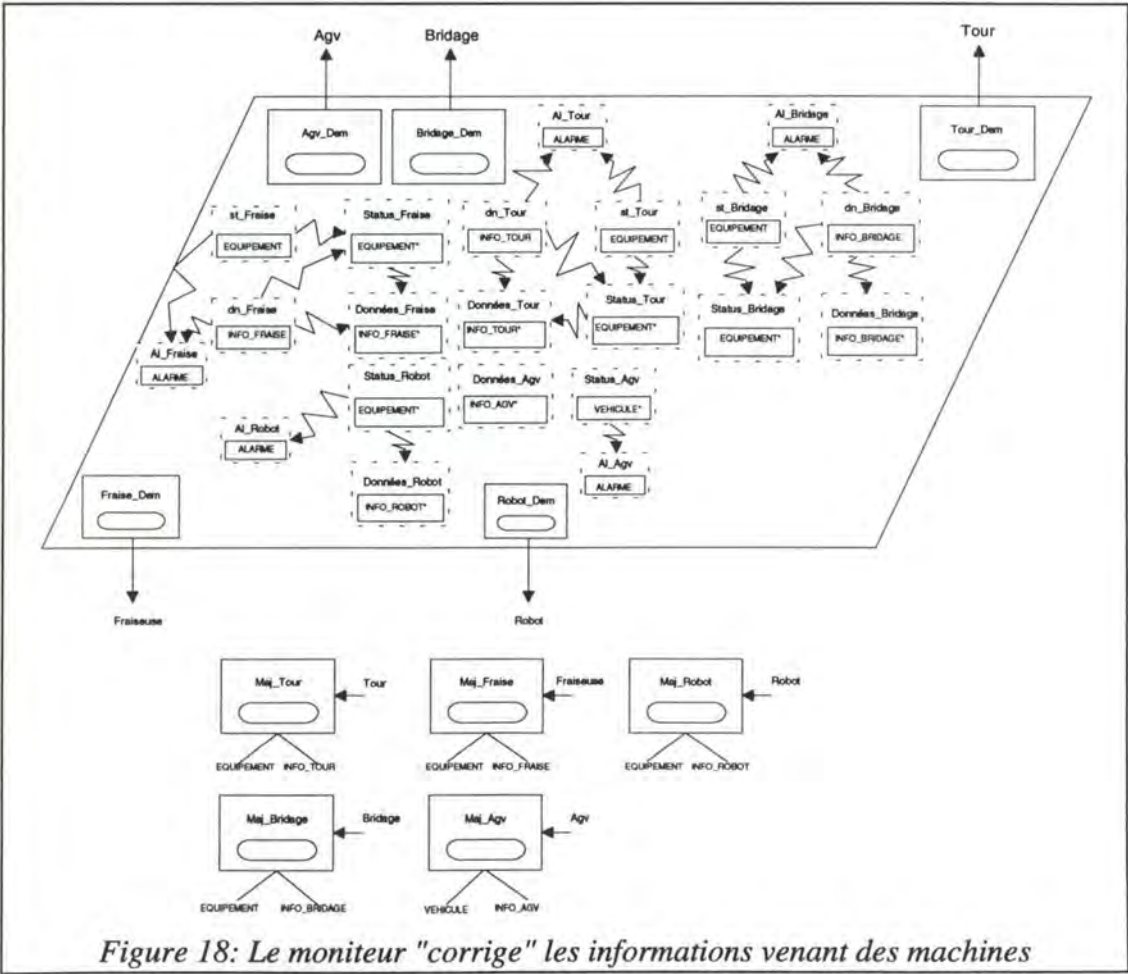 Agv Bridage Tour
Agv_Dem Bridage_Dem Al_Tour Al_Bridage Tour_Dem
ALARME ALARME
st_Fraise Status_Fraise dn_Tour st_Tour st_Bridage dn_Bridage
EQUIPEMENT EQUIPEMENT* INFO_TOUR EQUIPEMENT EQUIPEMENT INFO_BRIDAGE
dn_Fraise Données_Fraise Données_Tour Status_Tour Status_Bridage Données_Bridage
INFO_FRAISE INFO_FRAISE* INFO_TOUR* EQUIPEMENT* EQUIPEMENT* INFO_BRIDAGE*
Al_Fraise
ALARME
Status_Robot Données_Agv Status_Agv
EQUIPEMENT* INFO_AGV* VEHICULE*
Al_Robot
ALARME
Données_Robot Al_Agv
INFO_ROBOT* ALARME
Fraise_Dem Robot_Dem
Fraiseuse Robot
Maj_Tour Tour Maj_Fraise Fraiseuse Maj_Robot Robot
EQUIPEMENT INFO_TOUR EQUIPEMENT INFO_FRAISE EQUIPEMENT INFO_ROBOT
Maj_Bridage Bridage Maj_Agv Agv
EQUIPEMENT INFO_BRIDAGE VEHICULE INFO_AGV
Figure 18: Le moniteur "corrige" les informations venant des machines